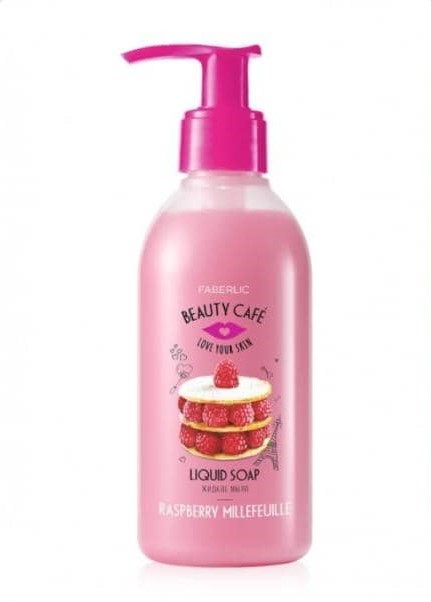 FABERLIC
BEAUTY CAFÉ
LOVE YOUR SKIN
LIQUID SOAP
ЖИДКОЕ МЫЛО
RASPBERRY MILLEFEUILLE